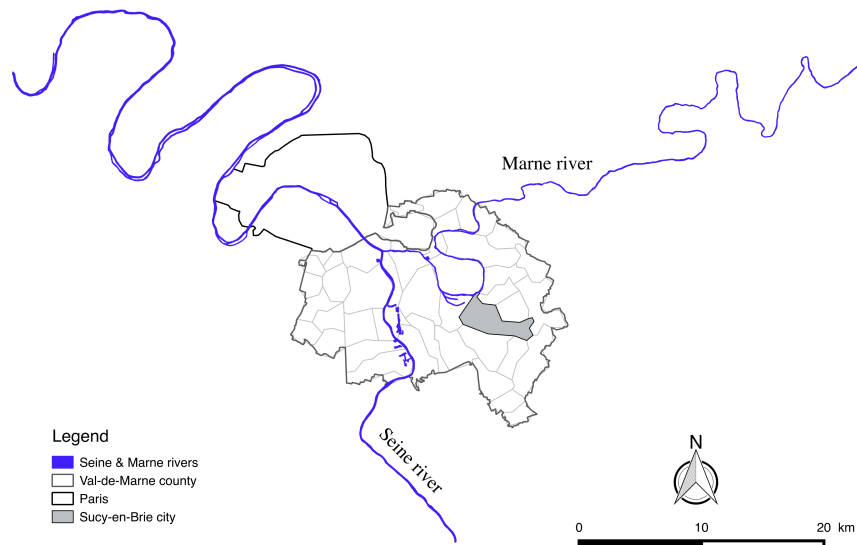 Marne river
Seine river
Legend
Seine & Marne rivers
Val-de-Marne county
Paris
Sucy-en-Brie city
N
0 10 20 km